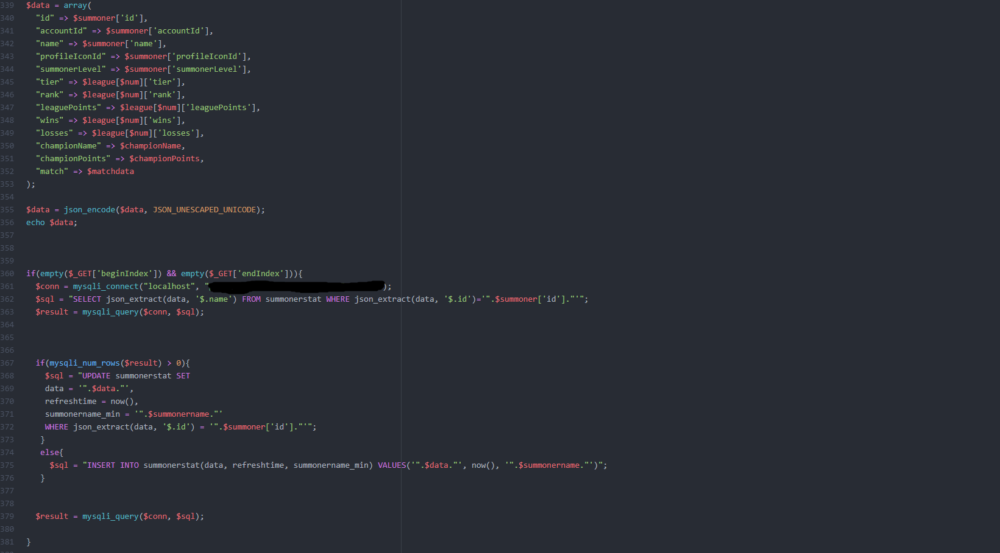 339 $data = array(
340 "id" => $summoner['id'],
341 "accountId" => $summoner['accountId'],
342 "name" => $summoner['name'],
343 "profileIconId" => $summoner['profileIconId'],
344 "summonerLevel" => $summoner['summonerLevel'],
345 "tier" => $league[$num]['tier'],
346 "rank" => $league[$num]['rank'],
347 "leaguePoints" => $league[$num]['leaguePoints'],
348 "wins" => $league[$num]['wins'],
349 "losses" => $league[$num]['losses'],
350 "championName" => $championName,
351 "championPoints" => $championPoints,
352 "match" => $matchdata
353 );
354
355 $data = json_encode($data, JSON_UNESCAPED_UNICODE);
356 echo $data;
357
358
359
360 if(empty($_GET['beginIndex']) && empty($_GET['endIndex'])){
361 $conn = mysqli_connect("localhost", " );
362 $sql = "SELECT json_extract(data, '$.name') FROM summonerstat WHERE json_extract(data, '$.id')='".$summoner['id']."'";
363 $result = mysqli_query($conn, $sql);
364
365
366
367 if(mysqli_num_rows($result) > 0){
368 $sql = "UPDATE summonerstat SET
369 data = '".$data."',
370 refreshtime = now(),
371 summonername_min = '".$summonername."'
372 WHERE json_extract(data, '$.id') = '".$summoner['id']."'";
373 }
374 else{
375 $sql = "INSERT INTO summonerstat(data, refreshtime, summonername_min) VALUES('".$data."', now(), '".$summonername."')";
376 }
377
378
379 $result = mysqli_query($conn, $sql);
380
381 }